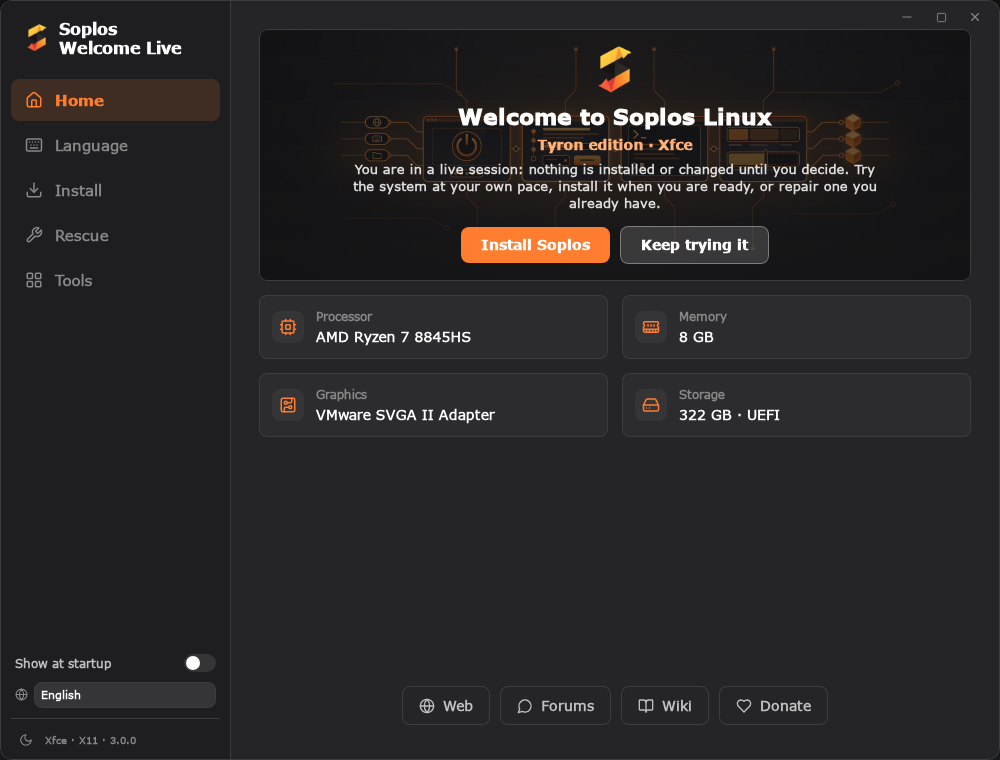 Soplos
Welcome Live
Home
Language
Install
Rescue
Tools
Show at startup
English
Xfce · X11 · 3.0.0
Welcome to Soplos Linux
Tyron edition · Xfce
You are in a live session: nothing is installed or changed until you decide. Try
the system at your own pace, install it when you are ready, or repair one you
already have.
Install Soplos
Keep trying it
Processor
AMD Ryzen 7 8845HS
Memory
8 GB
Graphics
VMware SVGA II Adapter
Storage
322 GB · UEFI
Web
Forums
Wiki
Donate